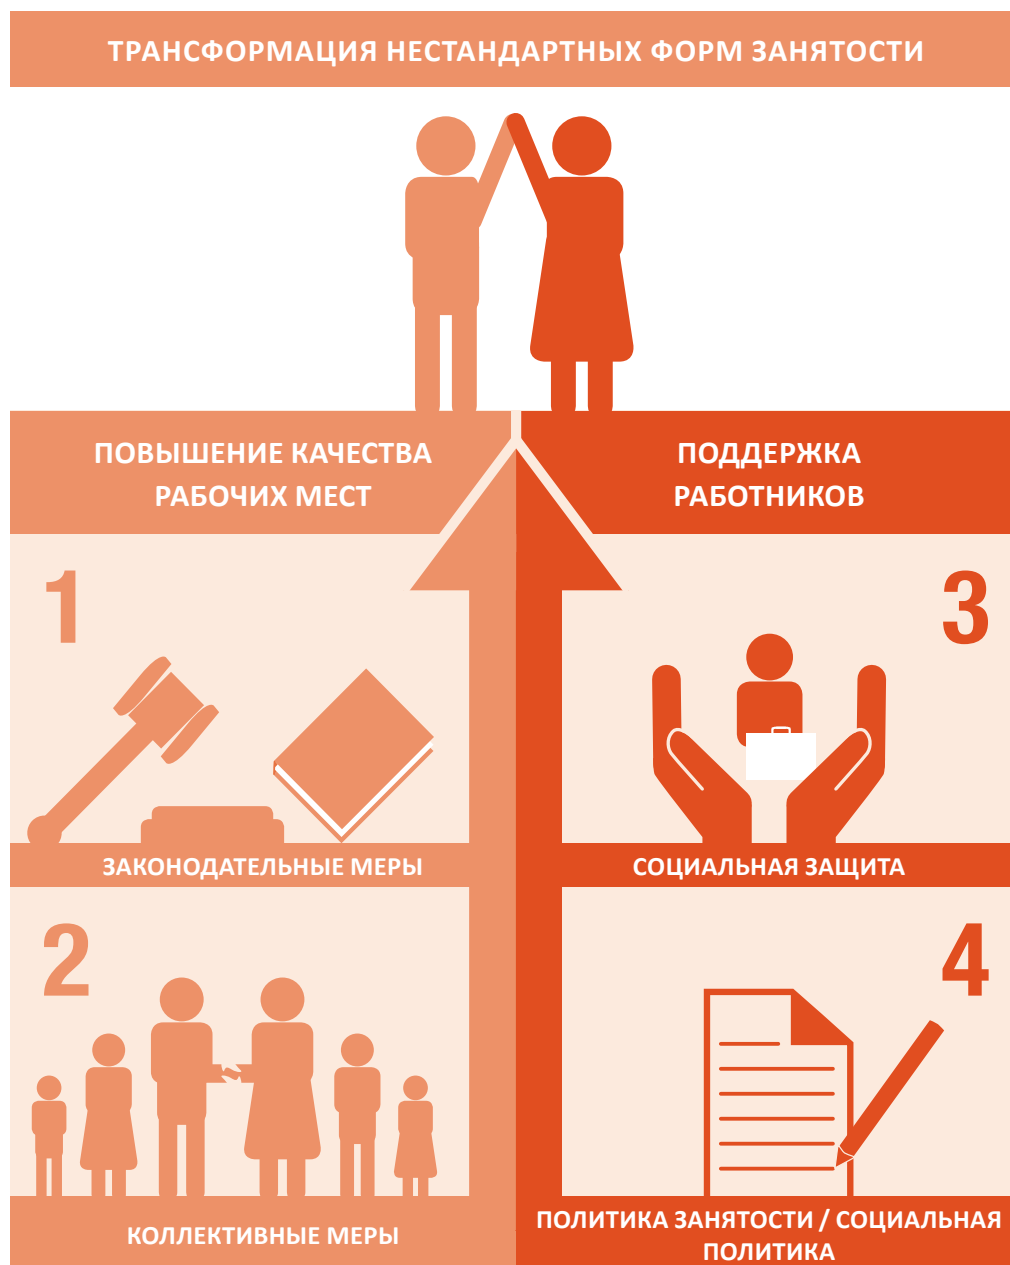 ТРАНСФОРМАЦИЯ НЕСТАНДАРТНЫХ ФОРМ ЗАНЯТОСТИ
ПОВЫШЕНИЕ КАЧЕСТВА
РАБОЧИХ МЕСТ
1
ЗАКОНОДАТЕЛЬНЫЕ МЕРЫ
2
КОЛЛЕКТИВНЫЕ МЕРЫ
ПОДДЕРЖКА
РАБОТНИКОВ
3
СОЦИАЛЬНАЯ ЗАЩИТА
4
ПОЛИТИКА ЗАНЯТОСТИ / СОЦИАЛЬНАЯ
ПОЛИТИКА